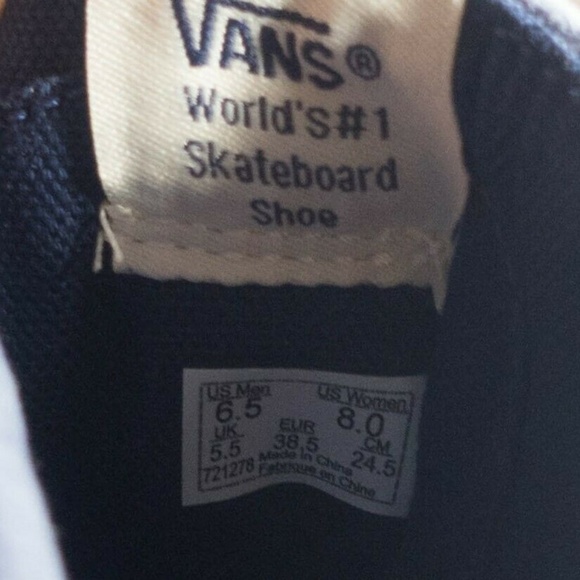 VANS®
World's#1
Skateboard
Shoe
US Men US Women
6.5 8.0
UK EUR CM
5.5 38.5 24.5
721278 Made in China
Fabriqué en Chine